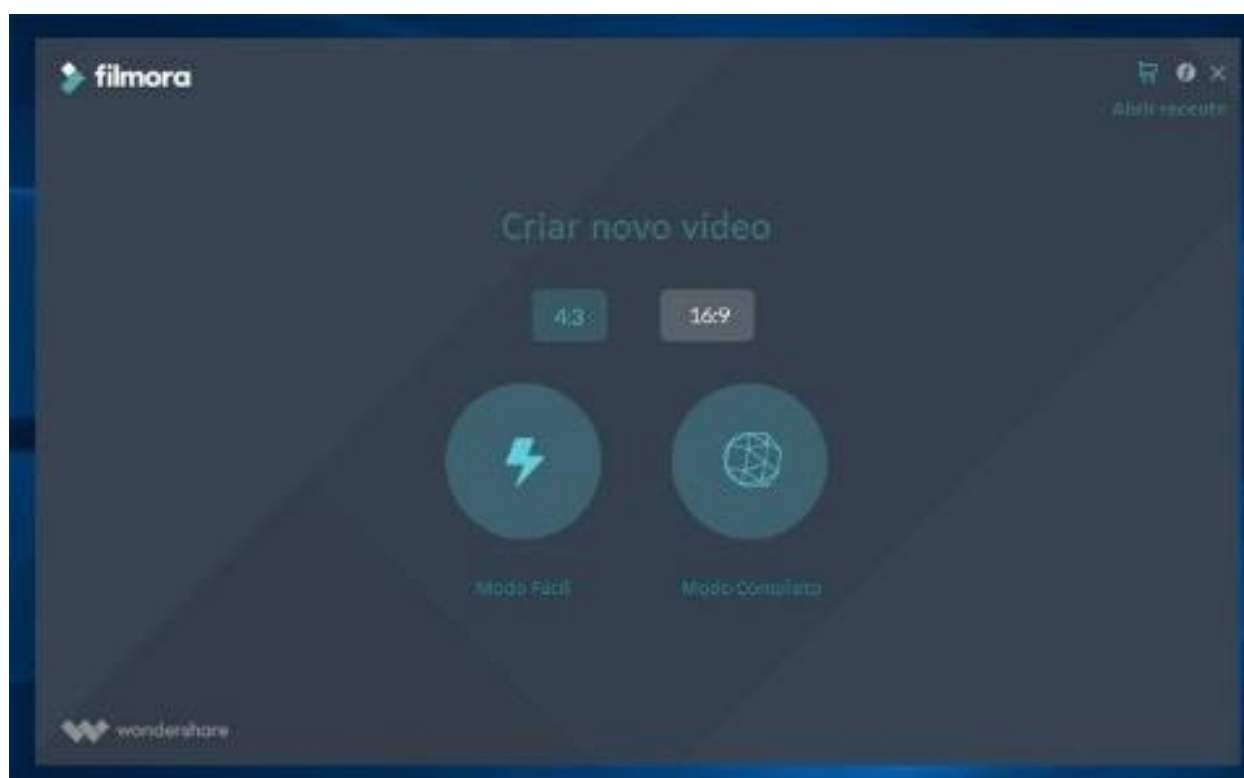 filmora
Abrir recente
Criar novo vídeo
4:3
16:9
Modo Fácil
Modo Completo
wondershare